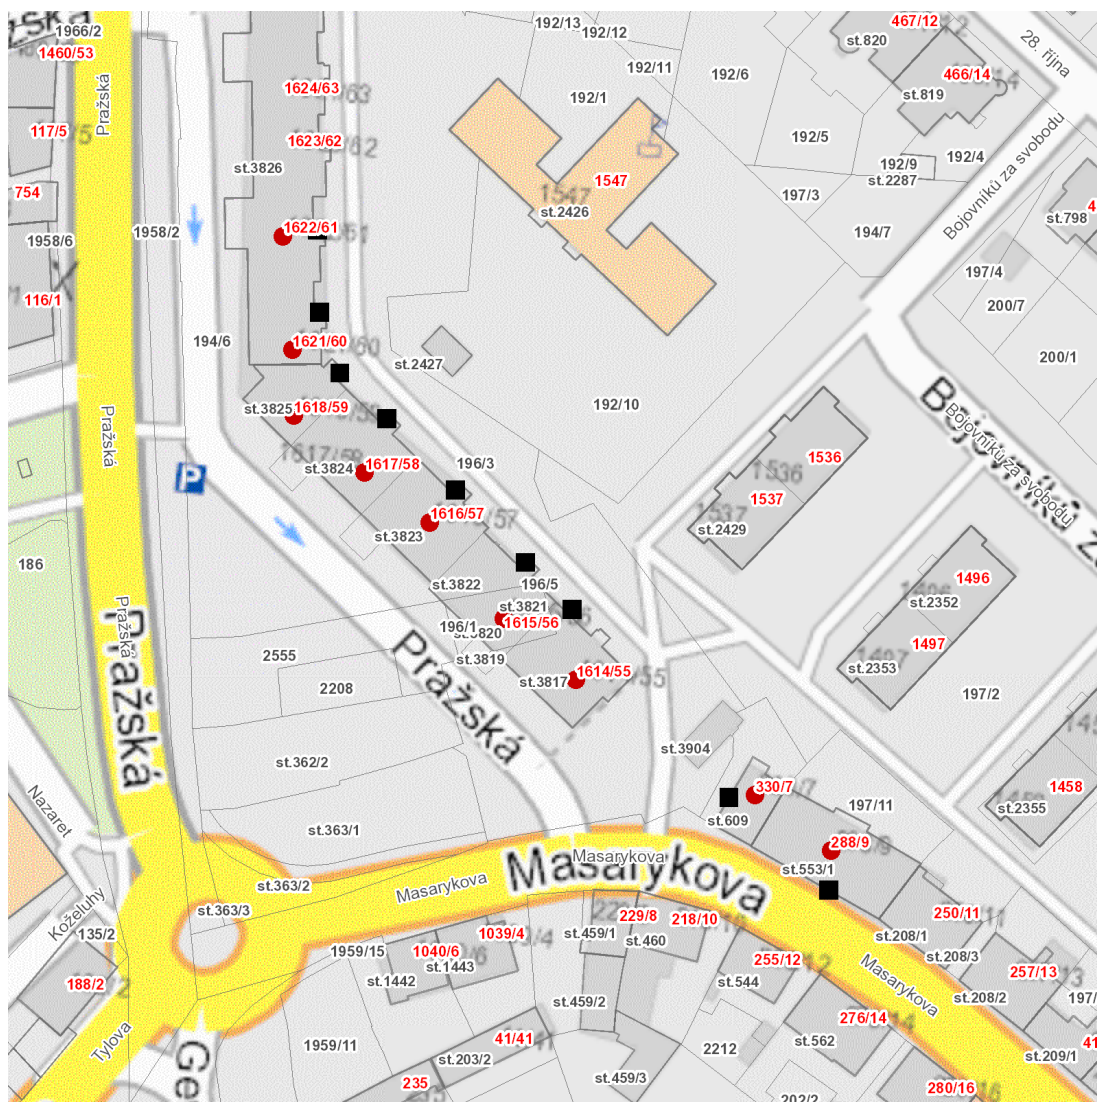 192/13
192/12
467/12
1966/2
st.820
28. října
1460/53
192/11
192/6
466/14
1624/63
192/1
st.819
Pražská
117/5
1623/62
192/5
Bojovníků za svobodu
192/9
192/4
st.3826
st.2287
754
1547
197/3
1547
st.2426
st.798
1622/61
1958/2
194/7
1958/6
197/4
116/1
200/7
194/6
1621/60
200/1
st.2427
192/10
st.3825
1618/59
Bojovníků za svobodu
Pražská
1536
1536
196/3
1617/58
st.3824
P
1537
1537
1616/57
st.2429
st.3823
186
1496
st.3822
196/5
st.2352
st.3821
Pražská
1615/56
196/1
st.3820
1497
2555
st.3819
st.2353
1614/55
st.3817
Pražská
2208
197/2
Pražská
st.3904
st.362/2
330/7
1458
Nazaret
197/11
st.2355
st.609
st.363/1
288/9
Masarykova
Masarykova
st.553/1
st.363/2
Masarykova
Koželuhy
st.363/3
229/8
218/10
250/11
135/2
1039/4
st.459/1
st.460
st.208/1
1959/15
1040/6
255/12
st.208/3
st.1443
257/13
188/2
st.1442
st.544
Masarykova
st.208/2
st.459/2
276/14
Tylova
41/41
st.562
1959/11
2212
st.203/2
st.209/1
Ge
235
st.459/3
280/16
202/2